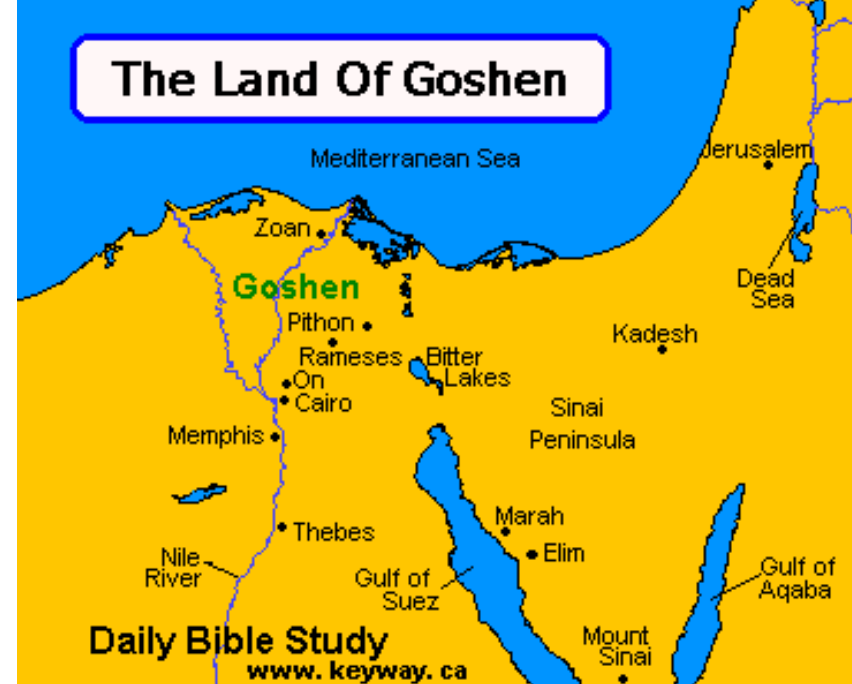 The Land Of Goshen
Mediterranean Sea
Jerusalem
Zoan
Dead
Sea
Goshen
Pithon
Kadesh
Rameses
Bitter
Lakes
On
Cairo
Sinai
Peninsula
Memphis
Marah
Thebes
Elim
Nile
River
Gulf of
Suez
Gulf of
Aqaba
Mount
Sinai
Daily Bible Study
www.keyway.ca